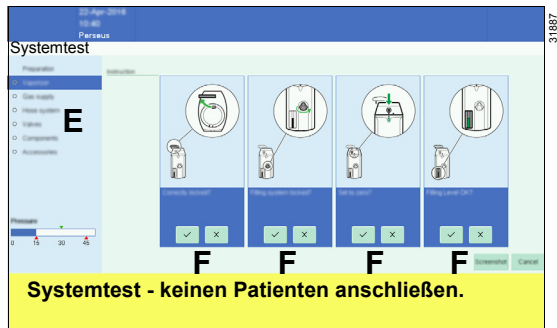 22-Apr-2016
10:40
Perseus
31887
Systemtest
Preparation
Instruction
Vaporizer
Gas supply
Hose system
Valves
Components
Accessories
E
Correctly locked?
Filling system locked?
Set to zero?
Filling Level OK?
Pressure
0 15 30 45
F F F F
Screenshot Cancel
Systemtest - keinen Patienten anschließen.